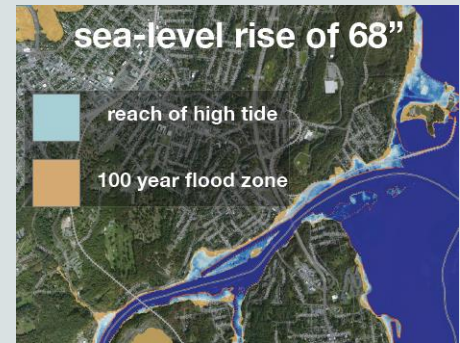 sea-level rise of 68”
reach of high tide
100 year flood zone